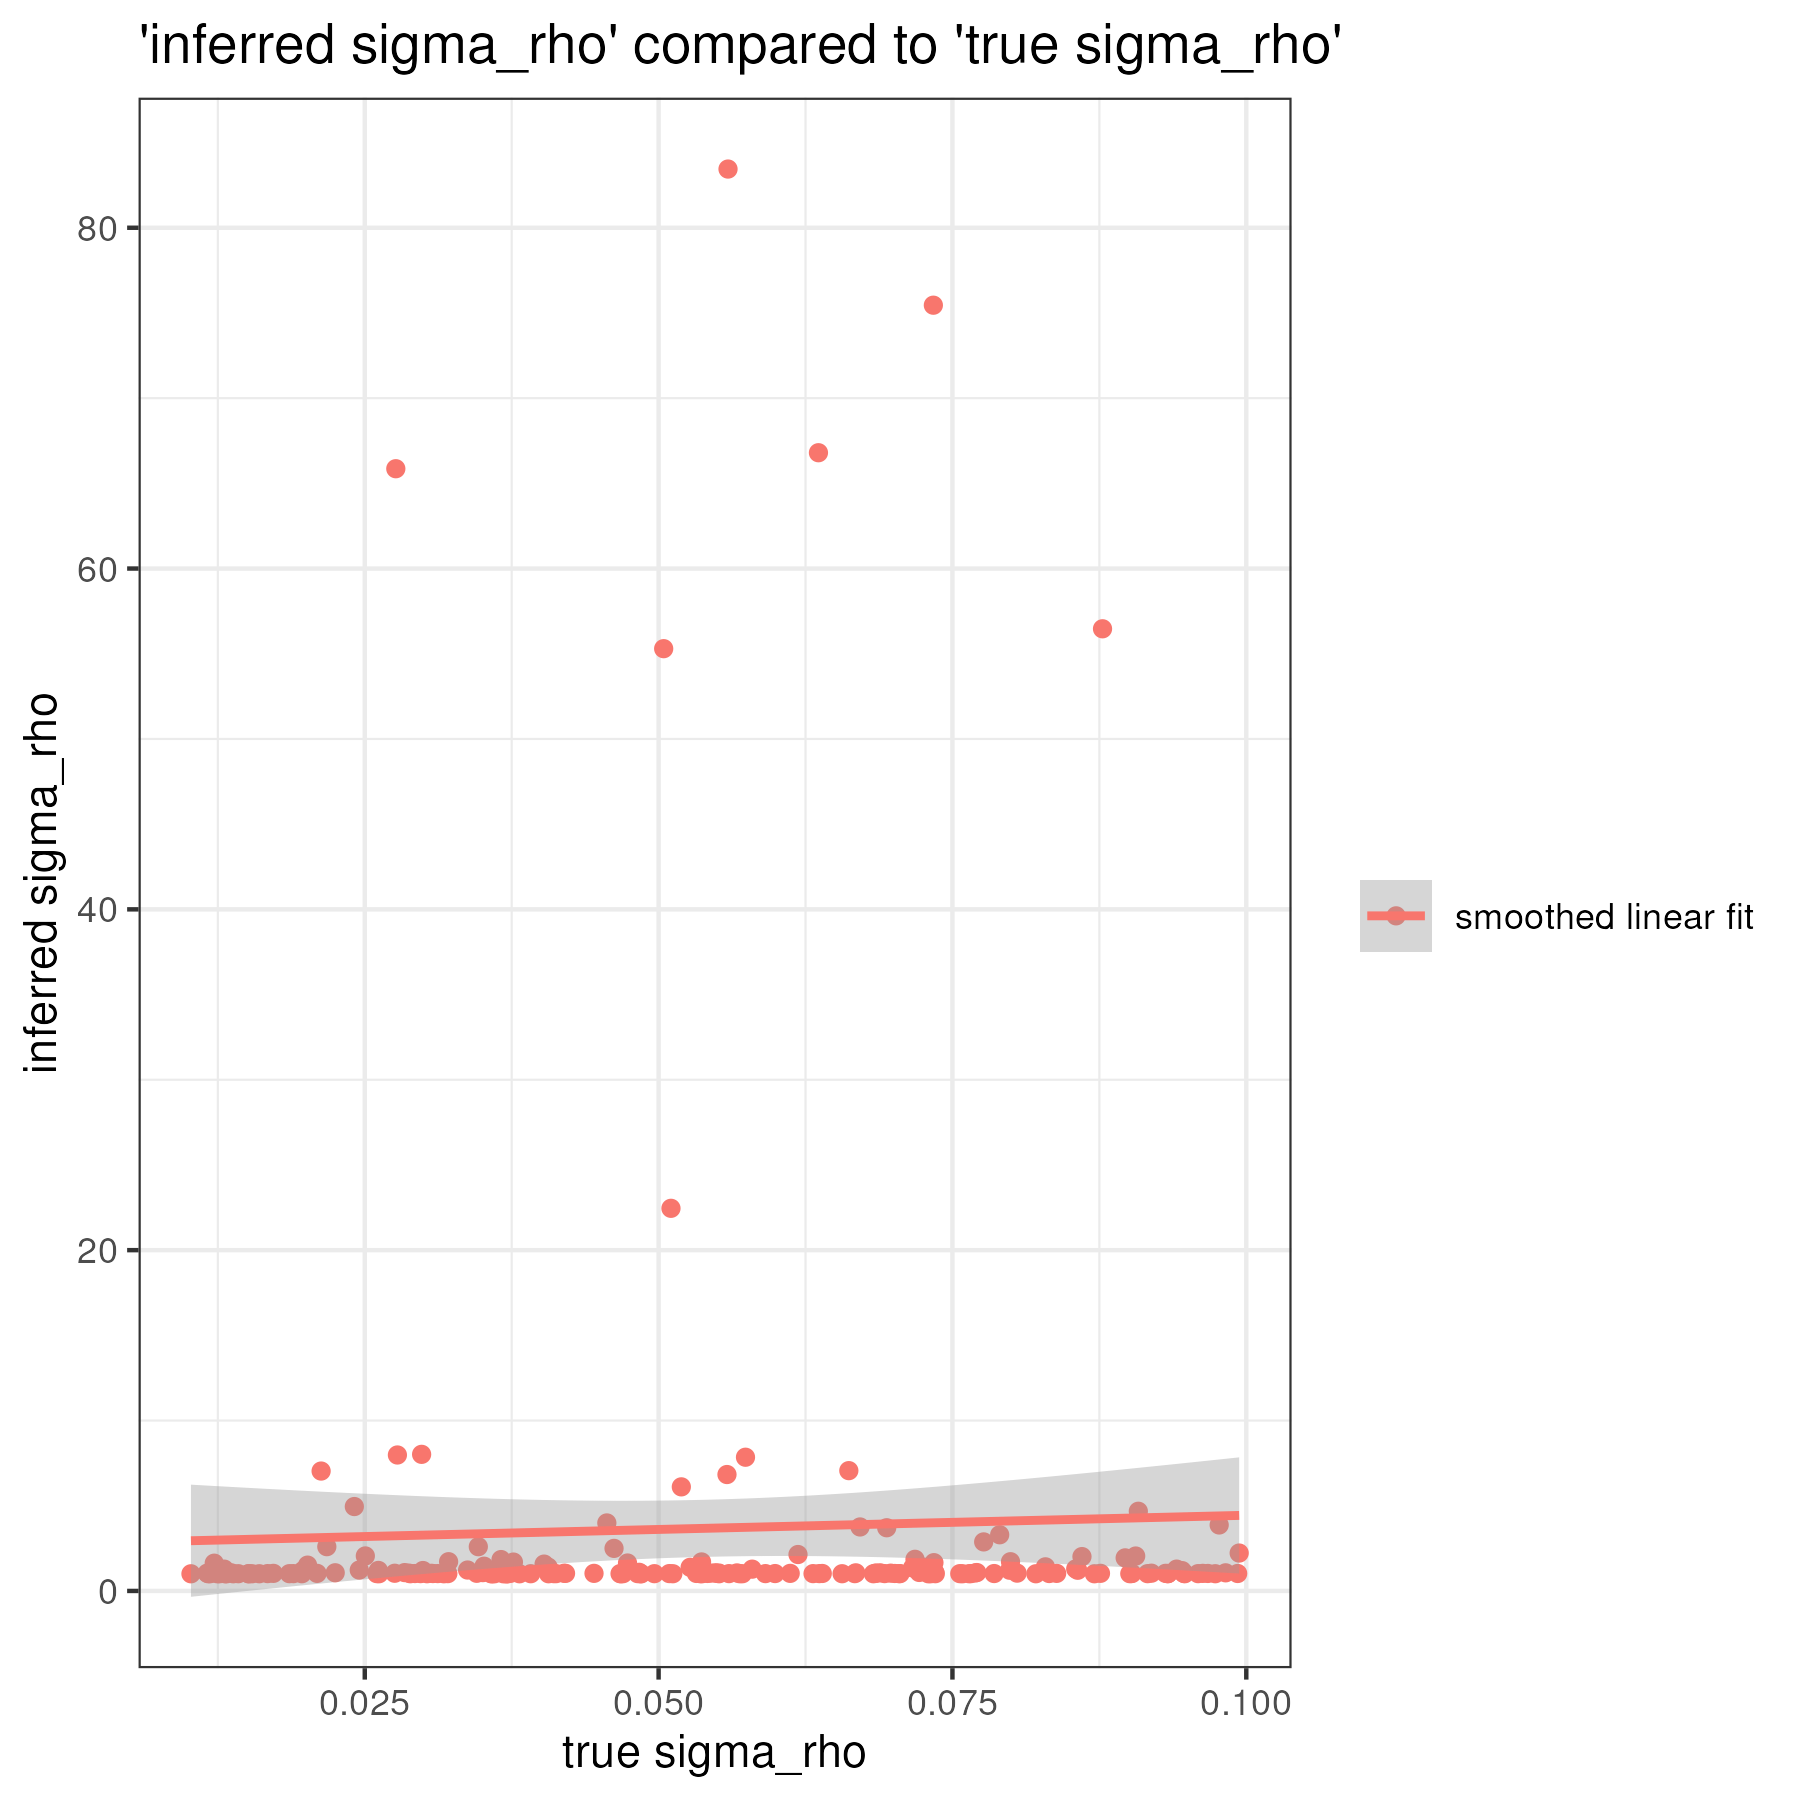 'inferred sigma_rho' compared to 'true sigma_rho'
inferred sigma_rho
80
60
40
20
0
0.025
0.050
0.075
0.100
true sigma_rho
smoothed linear fit